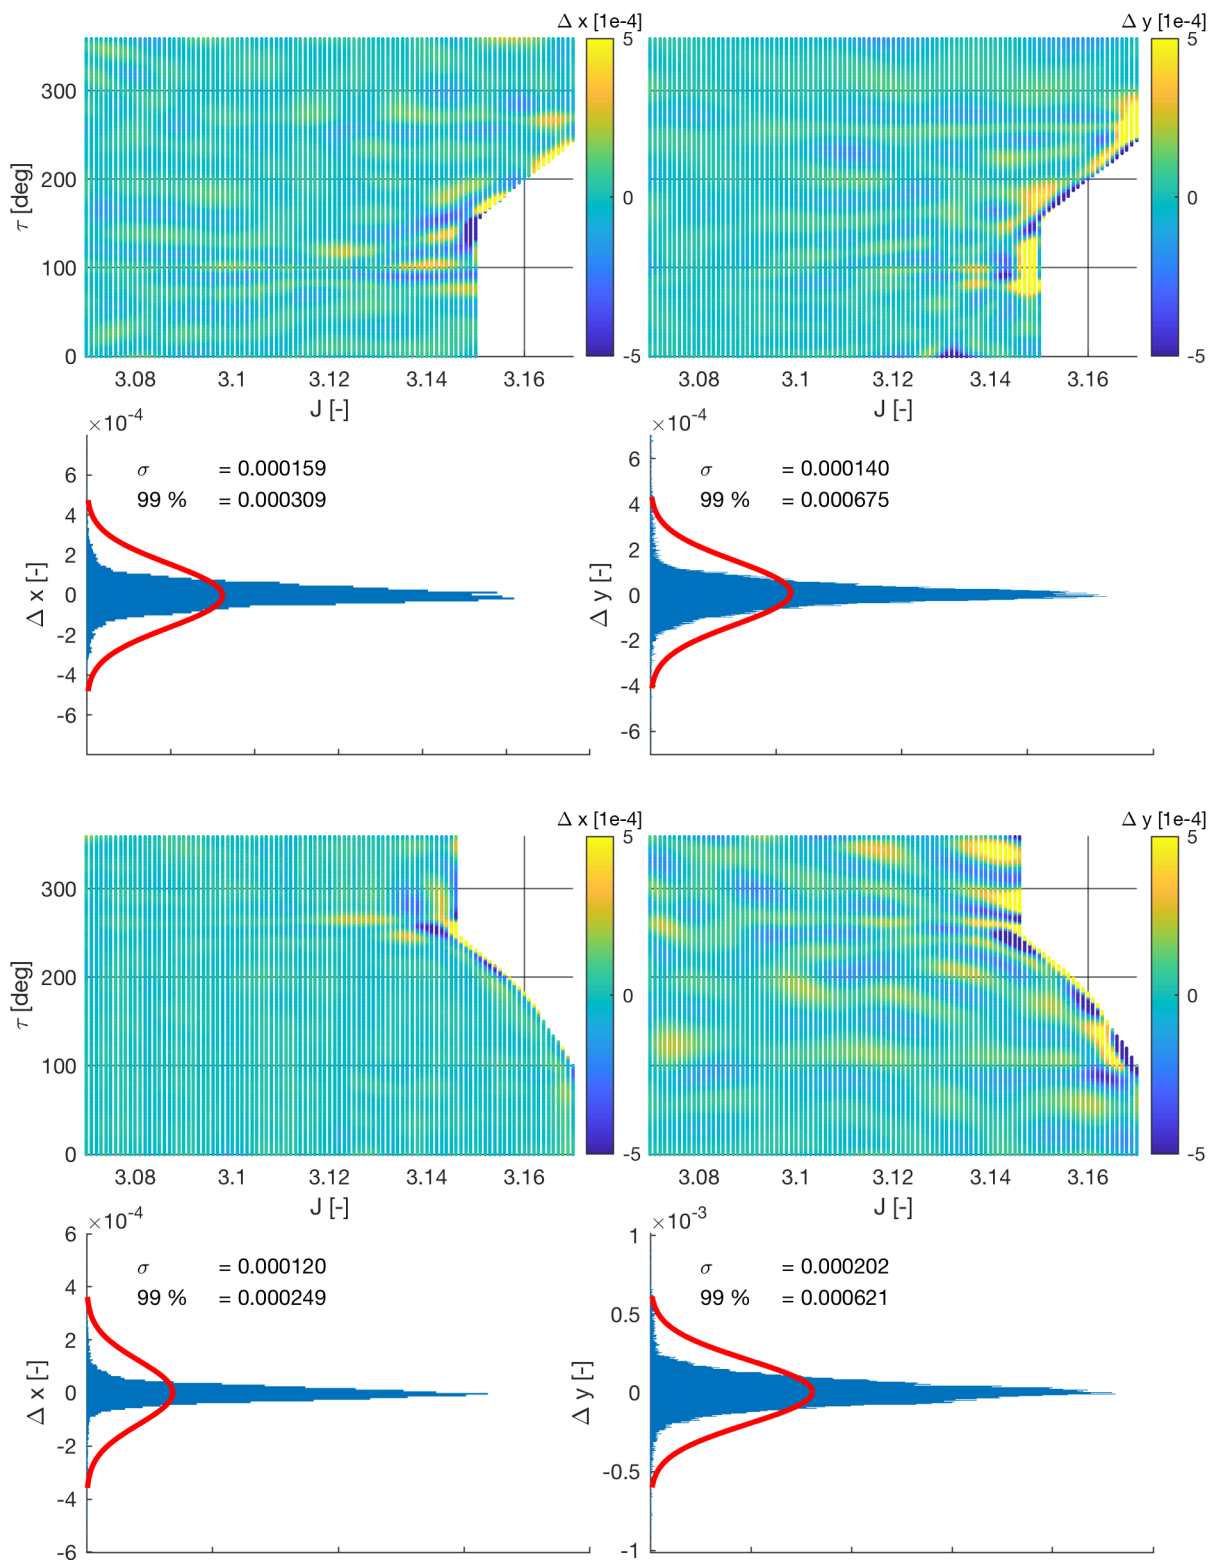 Δ x [1e-4]
Δ y [1e-4]
5
0
-5
5
0
-5
τ [deg]
300
200
100
0
3.08 3.1 3.12 3.14 3.16
3.08 3.1 3.12 3.14 3.16
J [-]
J [-]
×10-4
×10-4
σ = 0.000159
99 % = 0.000309
σ = 0.000140
99 % = 0.000675
Δ x [-]
6
4
2
0
-2
-4
-6
Δ y [-]
6
4
2
0
-2
-4
-6
Δ x [1e-4]
Δ y [1e-4]
5
0
-5
5
0
-5
τ [deg]
300
200
100
0
3.08 3.1 3.12 3.14 3.16
3.08 3.1 3.12 3.14 3.16
J [-]
J [-]
×10-4
×10-3
σ = 0.000120
99 % = 0.000249
σ = 0.000202
99 % = 0.000621
Δ x [-]
6
4
2
0
-2
-4
-6
Δ y [-]
1
0.5
0
-0.5
-1